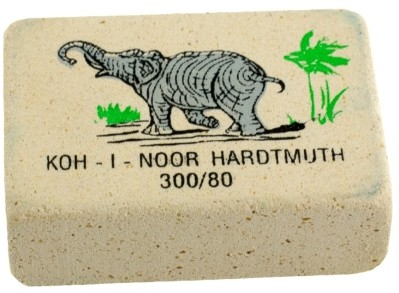 KOH - I - NOOR HARDTMUTH
300/80